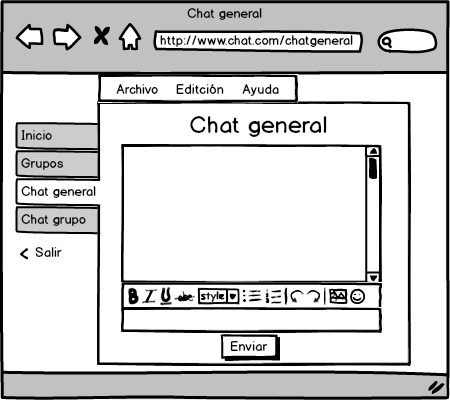 Chat general
http://www.chat.com/chatgeneral
Archivo Editción Ayuda
Chat general
Inicio
Grupos
Chat general
Chat grupo
< Salir
B I U abc style
Enviar